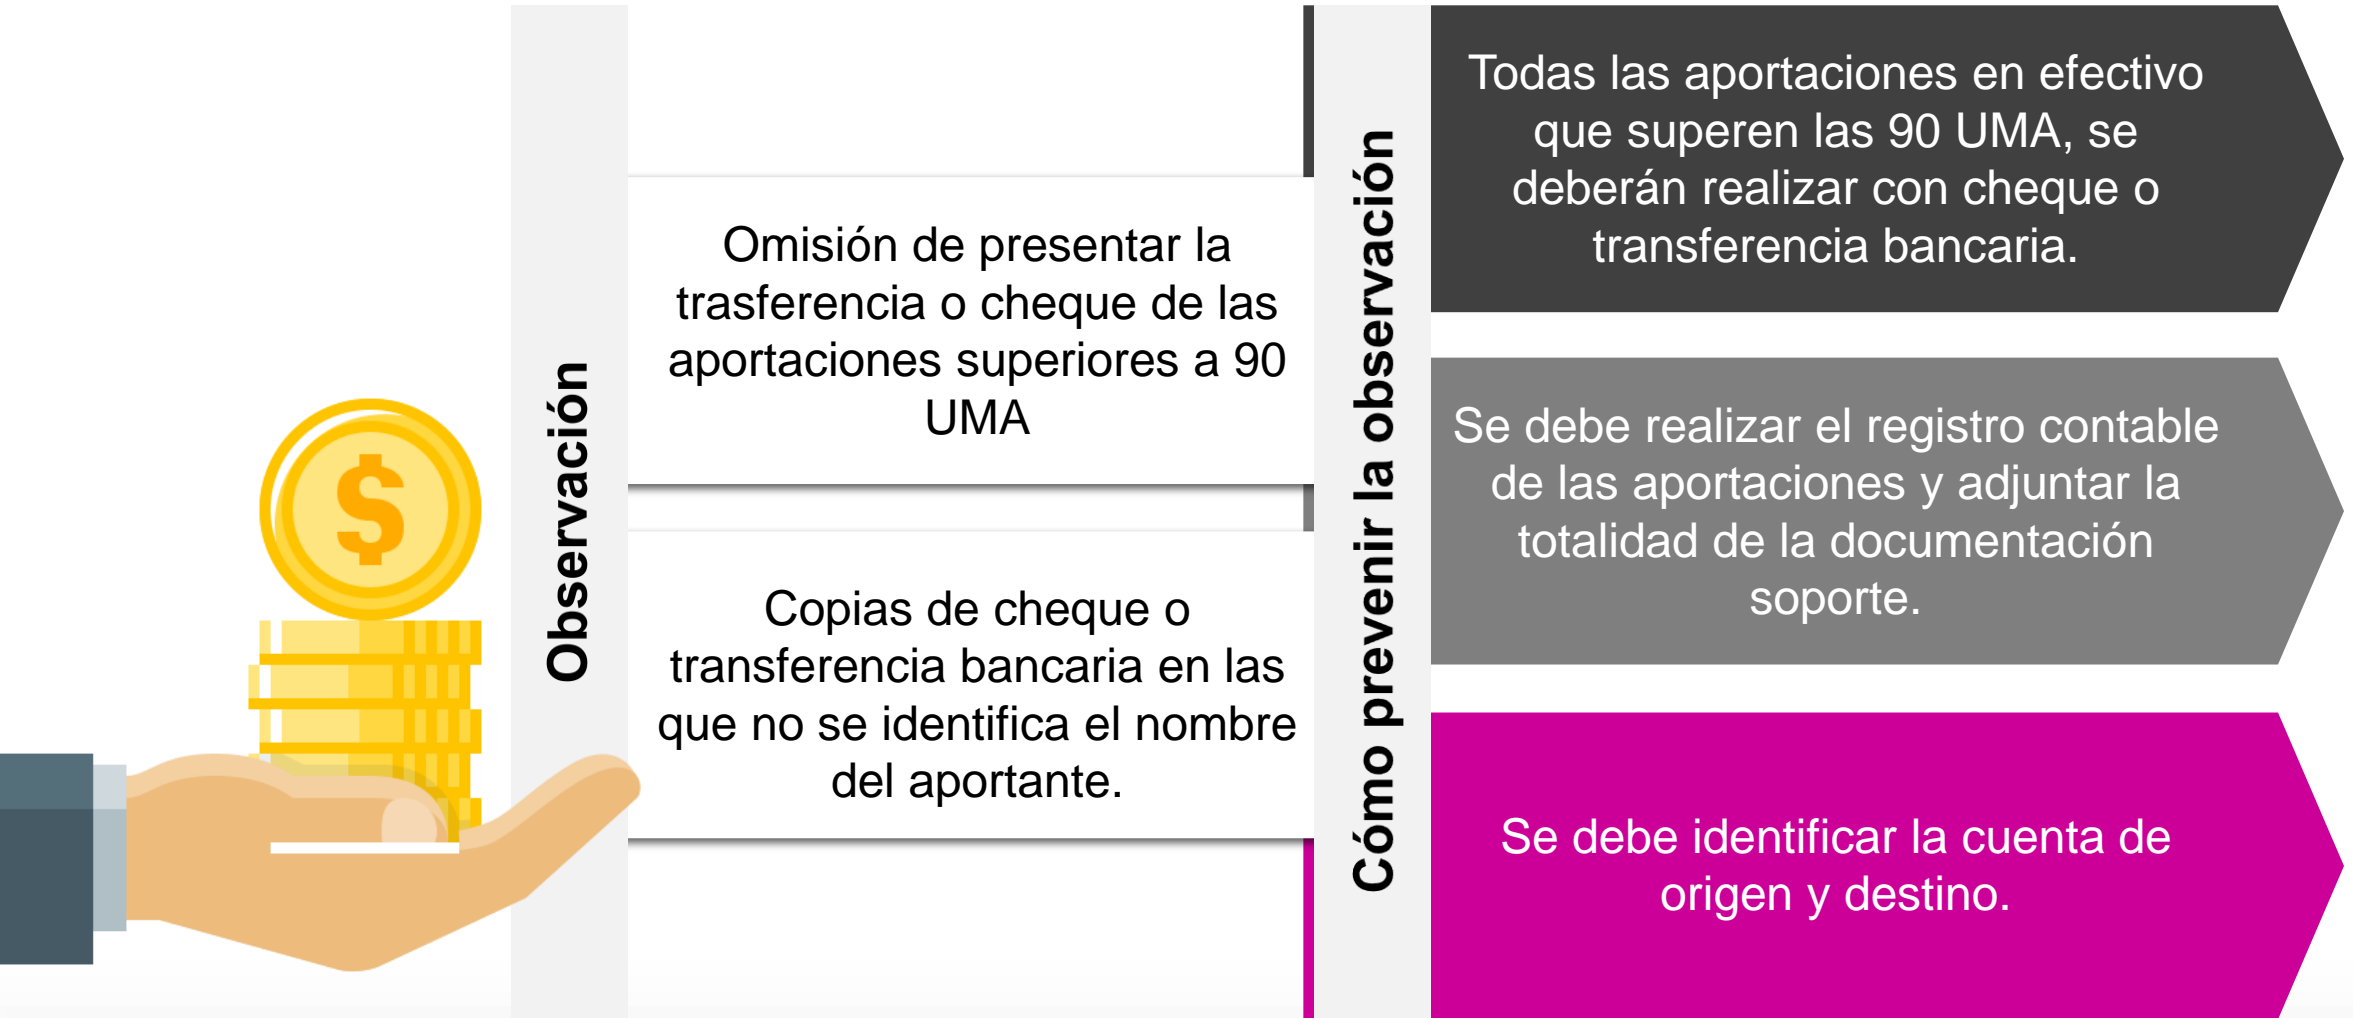 Observación
Omisión de presentar la
trasferencia o cheque de las
aportaciones superiores a 90
UMA
Copias de cheque o
transferencia bancaria en las
que no se identifica el nombre
del aportante.
Cómo prevenir la observación
Todas las aportaciones en efectivo
que superen las 90 UMA, se
deberán realizar con cheque o
transferencia bancaria.
Se debe realizar el registro contable
de las aportaciones y adjuntar la
totalidad de la documentación
soporte.
Se debe identificar la cuenta de
origen y destino.
$